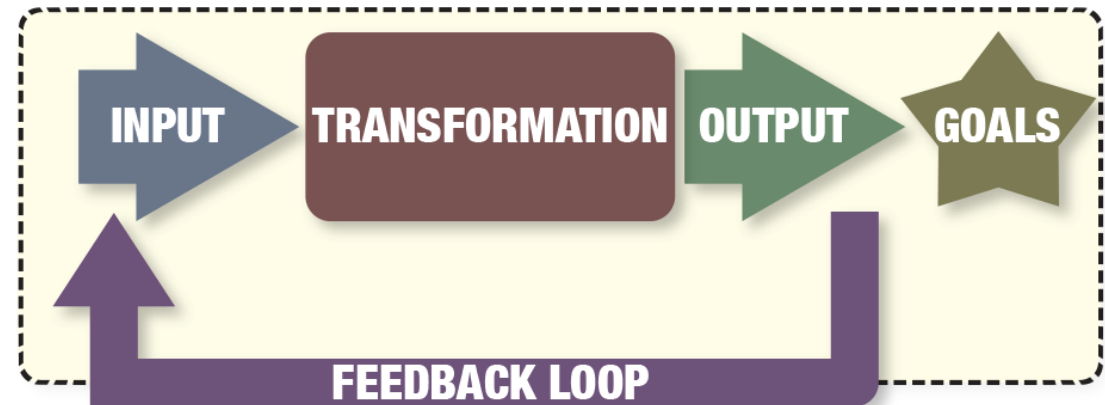 INPUT
TRANSFORMATION
OUTPUT
GOALS
FEEDBACK LOOP